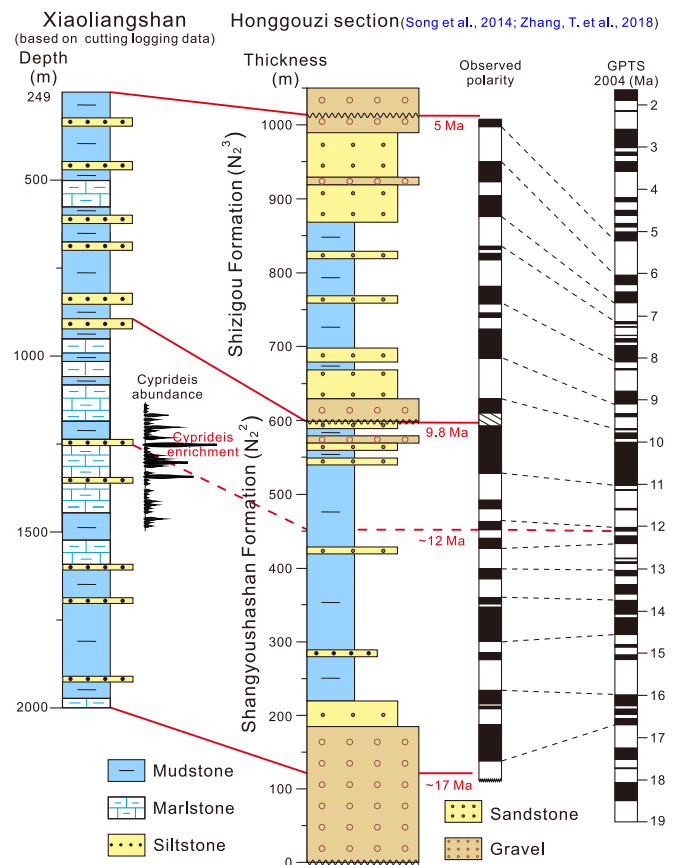 Xiaoliangshan
(based on cutting logging data)
Depth
(m)
249
500
1000
1500
2000
Cyprideis
abundance
Cyprideis
enrichment
Honggouzi section (Song et al., 2014; Zhang, T. et al., 2018)
Thickness
(m)
1000
900
800
700
600
500
400
300
200
100
0
Shizigou Formation (N₂³)
Shangyoushashan Formation (N₂²)
5 Ma
9.8 Ma
~12 Ma
~17 Ma
Observed
polarity
GPTS
2004 (Ma)
2
3
4
5
6
7
8
9
10
11
12
13
14
15
16
17
18
19
Mudstone
Marlstone
Siltstone
Sandstone
Gravel